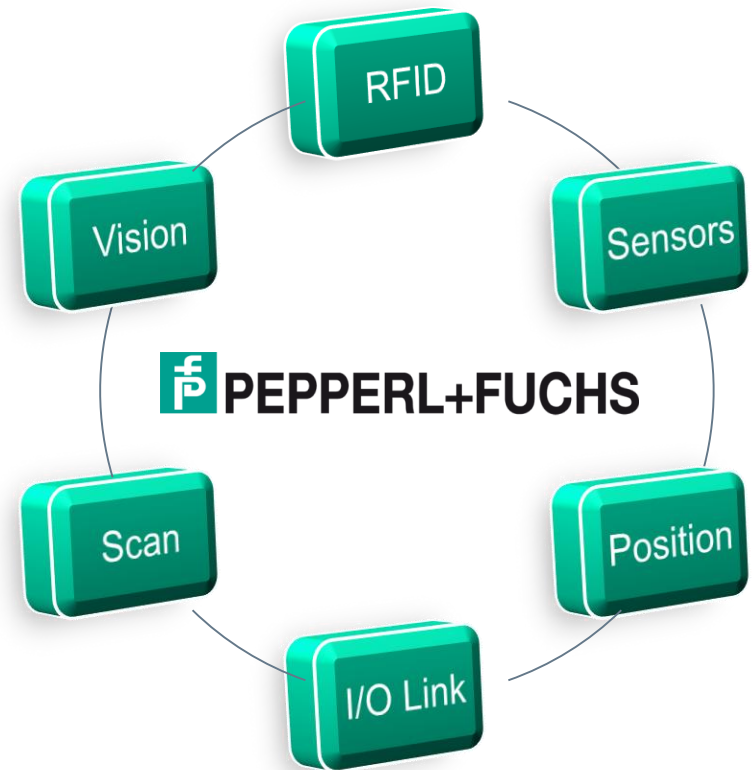 RFID
Vision
Sensors
PEPPERL+FUCHS
Scan
Position
I/O Link